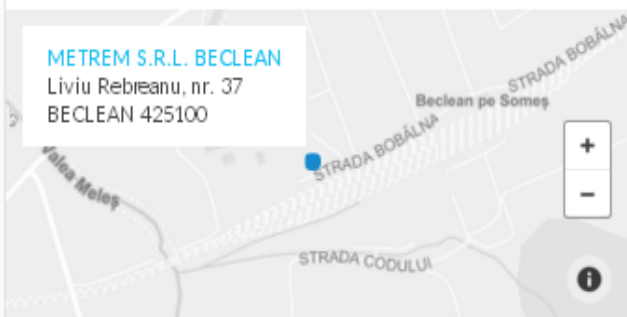 METREM S.R.L. BECLEAN
Liviu Rebreanu, nr. 37
BECLEAN 425100
STRADA BOBÂLNA
Beclean pe Someș
STRADA BOBÂLNA
Valea Meleș
STRADA CODULUI
+
−
i